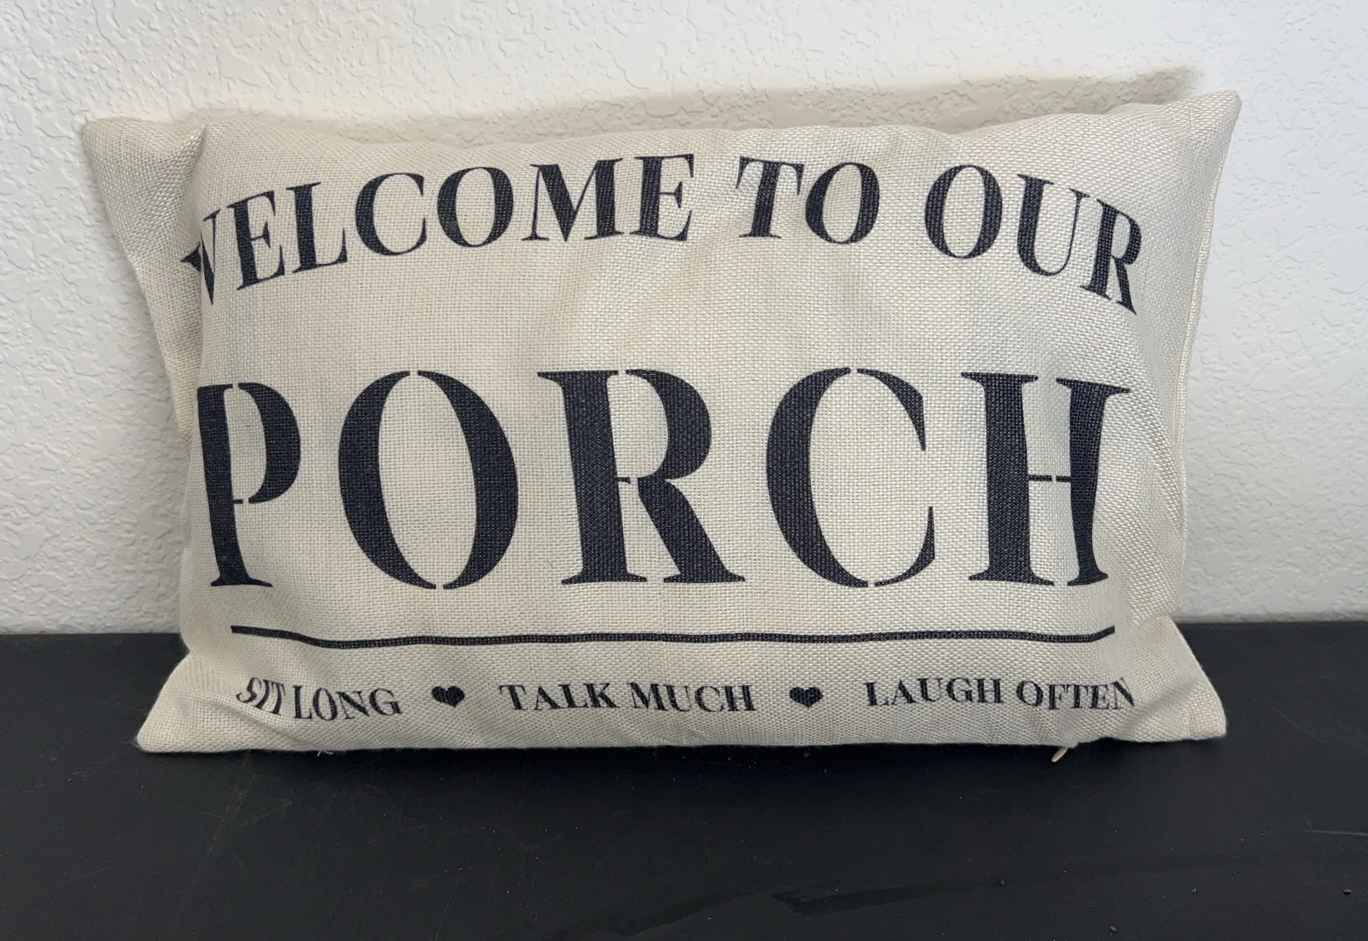 WELCOME TO OUR
PORCH
SIT LONG ♥ TALK MUCH ♥ LAUGH OFTEN